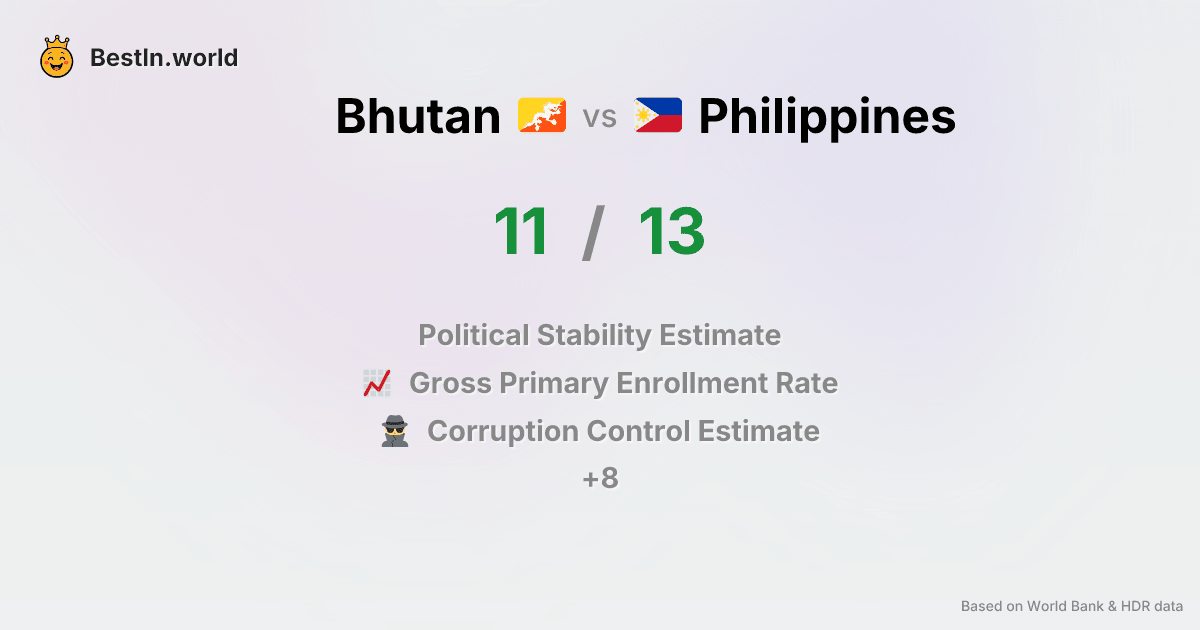 BestIn.world
Bhutan vs Philippines
11 / 13
Political Stability Estimate
Gross Primary Enrollment Rate
Corruption Control Estimate
+8
Based on World Bank & HDR data